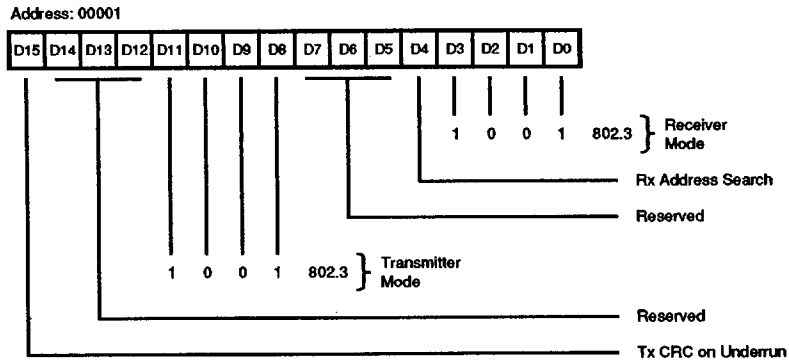 Address: 00001
D15 D14 D13 D12 D11 D10 D9 D8 D7 D6 D5 D4 D3 D2 D1 D0
1 0 0 1 802.3 } Receiver
Mode
Rx Address Search
Reserved
1 0 0 1 802.3 } Transmitter
Mode
Reserved
Tx CRC on Underrun